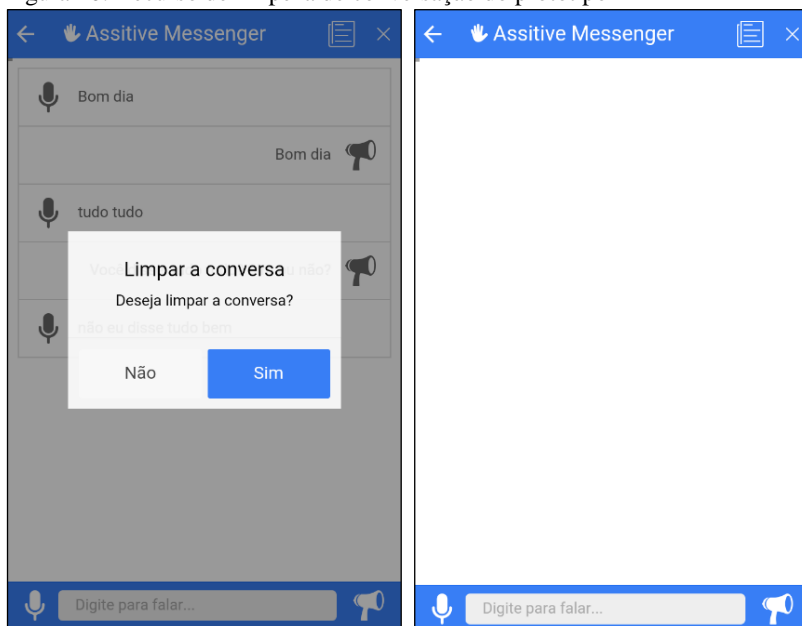 Assitive Messenger
Bom dia
Bom dia
tudo tudo
não?
não eu disse tudo bem
Limpar a conversa
Deseja limpar a conversa?
Não
Sim
Digite para falar...
Assitive Messenger
Digite para falar...